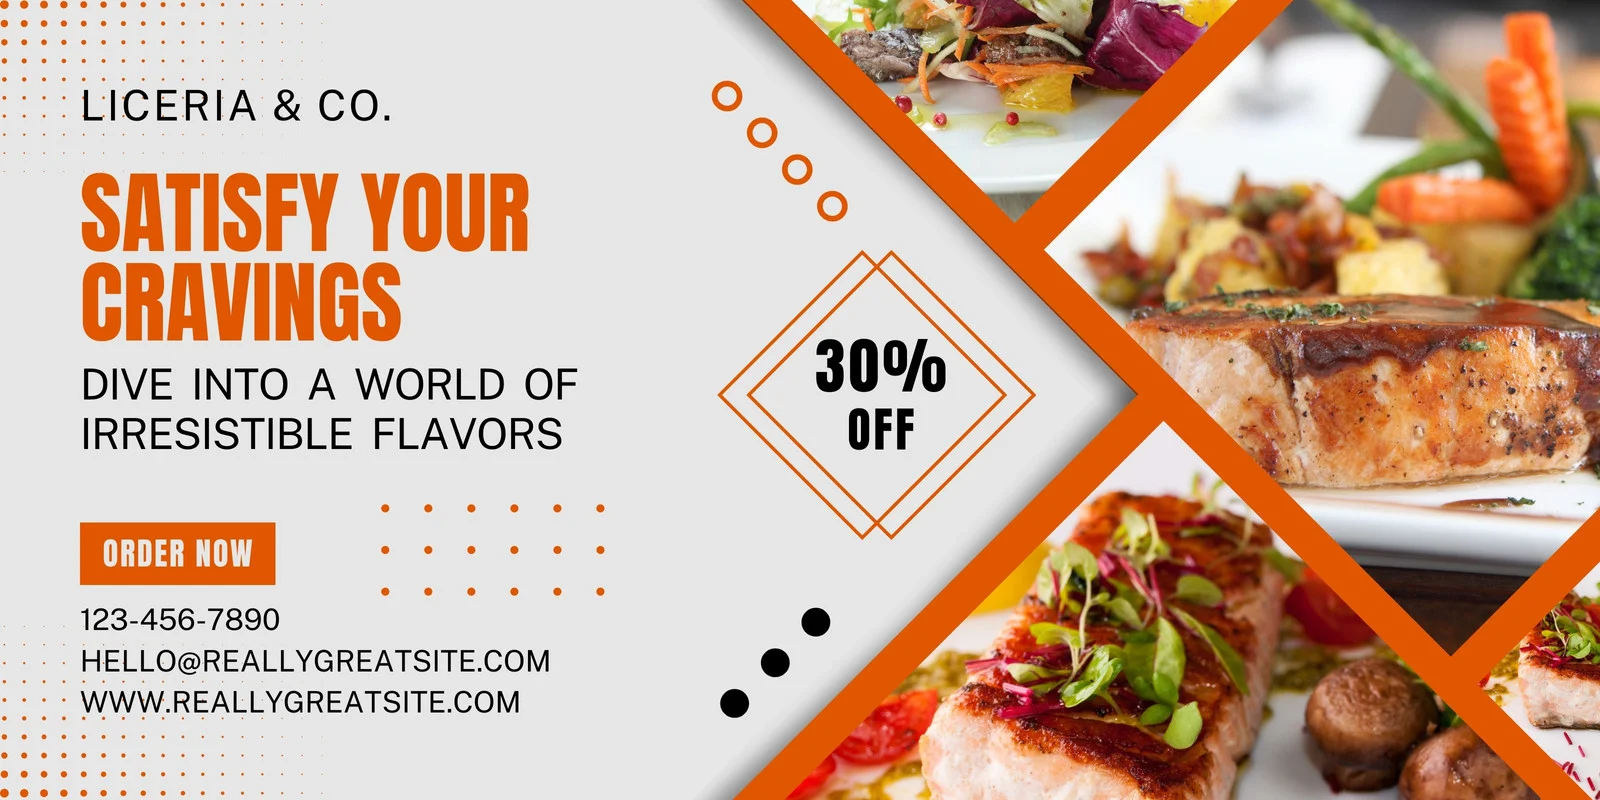 LICERIA & CO.
SATISFY YOUR
CRAVINGS
DIVE INTO A WORLD OF
IRRESISTIBLE FLAVORS
30%
OFF
ORDER NOW
123-456-7890
HELLO@REALLYGREATSITE.COM
WWW.REALLYGREATSITE.COM